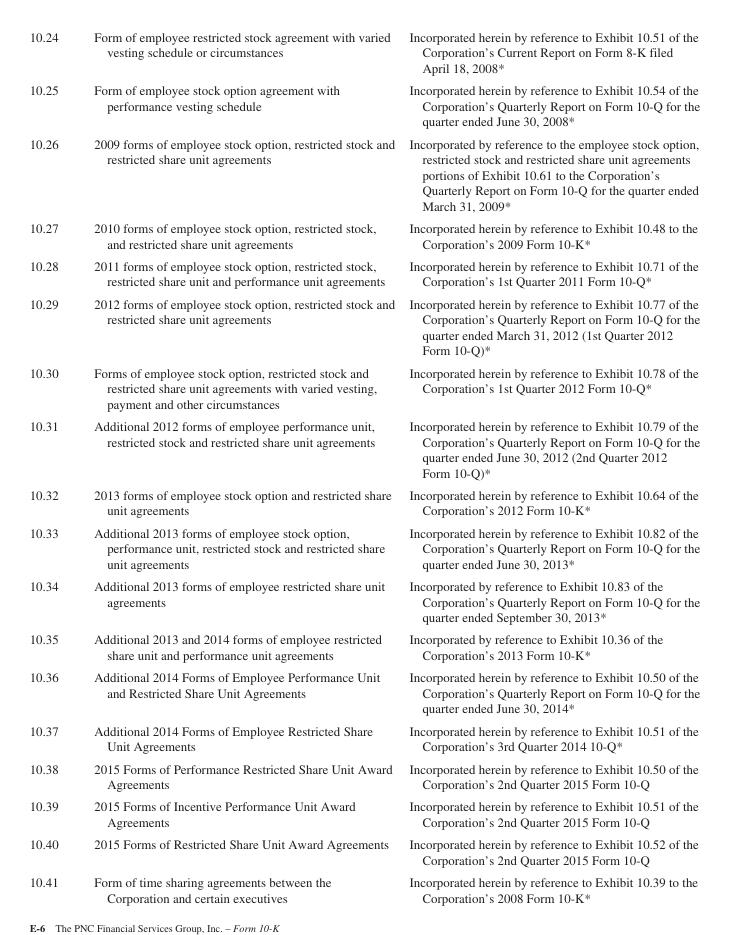 10.24 Form of employee restricted stock agreement with varied Incorporated herein by reference to Exhibit 10.51 of the
vesting schedule or circumstances Corporation's Current Report on Form 8-K filed
April 18, 2008*
10.25 Form of employee stock option agreement with Incorporated herein by reference to Exhibit 10.54 of the
performance vesting schedule Corporation's Quarterly Report on Form 10-Q for the
quarter ended June 30, 2008*
10.26 2009 forms of employee stock option, restricted stock and Incorporated by reference to the employee stock option,
restricted share unit agreements restricted stock and restricted share unit agreements
portions of Exhibit 10.61 to the Corporation's
Quarterly Report on Form 10-Q for the quarter ended
March 31, 2009*
10.27 2010 forms of employee stock option, restricted stock, Incorporated herein by reference to Exhibit 10.48 to the
and restricted share unit agreements Corporation's 2009 Form 10-K*
10.28 2011 forms of employee stock option, restricted stock, Incorporated herein by reference to Exhibit 10.71 of the
restricted share unit and performance unit agreements Corporation's 1st Quarter 2011 Form 10-Q*
10.29 2012 forms of employee stock option, restricted stock and Incorporated herein by reference to Exhibit 10.77 of the
restricted share unit agreements Corporation's Quarterly Report on Form 10-Q for the
quarter ended March 31, 2012 (1st Quarter 2012
Form 10-Q)*
10.30 Forms of employee stock option, restricted stock and Incorporated herein by reference to Exhibit 10.78 of the
restricted share unit agreements with varied vesting, Corporation's 1st Quarter 2012 Form 10-Q*
payment and other circumstances
10.31 Additional 2012 forms of employee performance unit, Incorporated herein by reference to Exhibit 10.79 of the
restricted stock and restricted share unit agreements Corporation's Quarterly Report on Form 10-Q for the
quarter ended June 30, 2012 (2nd Quarter 2012
Form 10-Q)*
10.32 2013 forms of employee stock option and restricted share Incorporated herein by reference to Exhibit 10.64 of the
unit agreements Corporation's 2012 Form 10-K*
10.33 Additional 2013 forms of employee stock option, Incorporated herein by reference to Exhibit 10.82 of the
performance unit, restricted stock and restricted share Corporation's Quarterly Report on Form 10-Q for the
unit agreements quarter ended June 30, 2013*
10.34 Additional 2013 forms of employee restricted share unit Incorporated by reference to Exhibit 10.83 of the
agreements Corporation's Quarterly Report on Form 10-Q for the
quarter ended September 30, 2013*
10.35 Additional 2013 and 2014 forms of employee restricted Incorporated by reference to Exhibit 10.36 of the
share unit and performance unit agreements Corporation's 2013 Form 10-K*
10.36 Additional 2014 Forms of Employee Performance Unit Incorporated herein by reference to Exhibit 10.50 of the
and Restricted Share Unit Agreements Corporation's Quarterly Report on Form 10-Q for the
quarter ended June 30, 2014*
10.37 Additional 2014 Forms of Employee Restricted Share Incorporated herein by reference to Exhibit 10.51 of the
Unit Agreements Corporation's 3rd Quarter 2014 10-Q*
10.38 2015 Forms of Performance Restricted Share Unit Award Incorporated herein by reference to Exhibit 10.50 of the
Agreements Corporation's 2nd Quarter 2015 Form 10-Q
10.39 2015 Forms of Incentive Performance Unit Award Incorporated herein by reference to Exhibit 10.51 of the
Agreements Corporation's 2nd Quarter 2015 Form 10-Q
10.40 2015 Forms of Restricted Share Unit Award Agreements Incorporated herein by reference to Exhibit 10.52 of the
Corporation's 2nd Quarter 2015 Form 10-Q
10.41 Form of time sharing agreements between the Incorporated herein by reference to Exhibit 10.39 to the
Corporation and certain executives Corporation's 2008 Form 10-K*
E-6 The PNC Financial Services Group, Inc. – Form 10-K